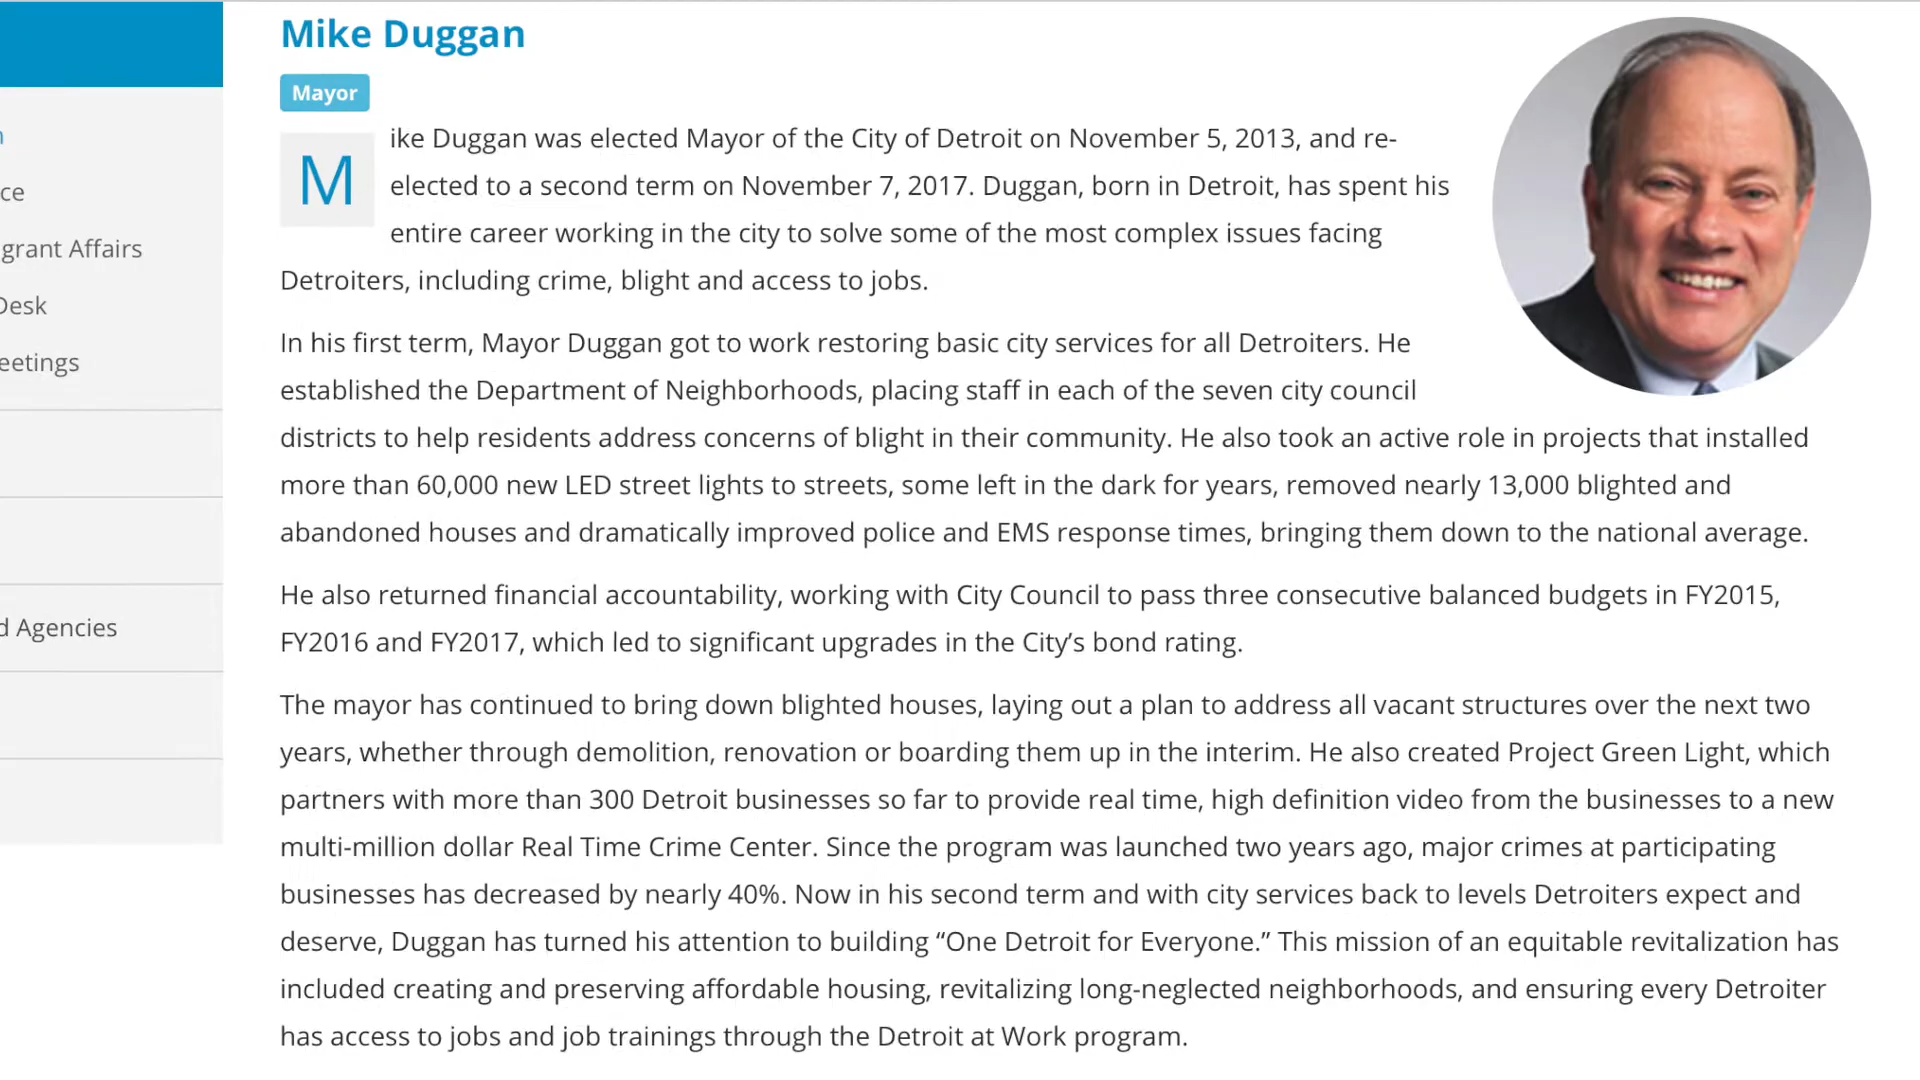 Mike Duggan
Mayor
Mike Duggan was elected Mayor of the City of Detroit on November 5, 2013, and re-
elected to a second term on November 7, 2017. Duggan, born in Detroit, has spent his
entire career working in the city to solve some of the most complex issues facing
Detroiters, including crime, blight and access to jobs.
In his first term, Mayor Duggan got to work restoring basic city services for all Detroiters. He
established the Department of Neighborhoods, placing staff in each of the seven city council
districts to help residents address concerns of blight in their community. He also took an active role in projects that installed
more than 60,000 new LED street lights to streets, some left in the dark for years, removed nearly 13,000 blighted and
abandoned houses and dramatically improved police and EMS response times, bringing them down to the national average.
He also returned financial accountability, working with City Council to pass three consecutive balanced budgets in FY2015,
FY2016 and FY2017, which led to significant upgrades in the City’s bond rating.
The mayor has continued to bring down blighted houses, laying out a plan to address all vacant structures over the next two
years, whether through demolition, renovation or boarding them up in the interim. He also created Project Green Light, which
partners with more than 300 Detroit businesses so far to provide real time, high definition video from the businesses to a new
multi-million dollar Real Time Crime Center. Since the program was launched two years ago, major crimes at participating
businesses has decreased by nearly 40%. Now in his second term and with city services back to levels Detroiters expect and
deserve, Duggan has turned his attention to building “One Detroit for Everyone.” This mission of an equitable revitalization has
included creating and preserving affordable housing, revitalizing long-neglected neighborhoods, and ensuring every Detroiter
has access to jobs and job trainings through the Detroit at Work program.
ce
grant Affairs
Desk
eetings
d Agencies